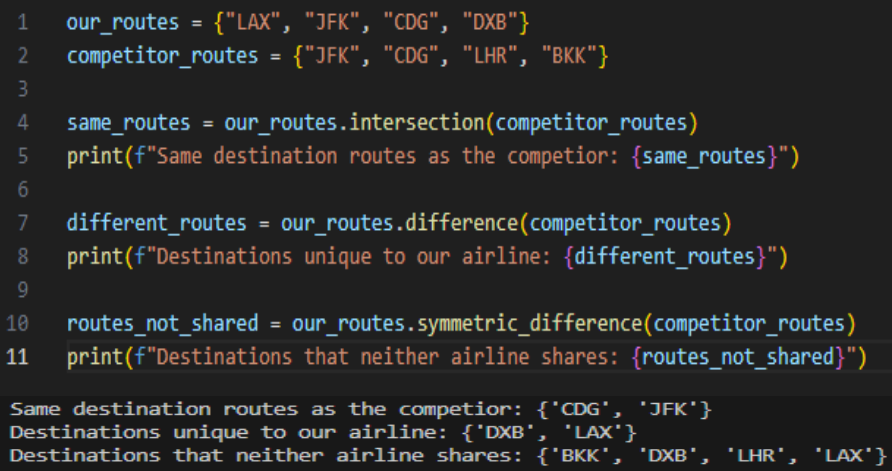 1 our_routes = {"LAX", "JFK", "CDG", "DXB"}
2 competitor_routes = {"JFK", "CDG", "LHR", "BKK"}
3
4 same_routes = our_routes.intersection(competitor_routes)
5 print(f"Same destination routes as the competior: {same_routes}")
6
7 different_routes = our_routes.difference(competitor_routes)
8 print(f"Destinations unique to our airline: {different_routes}")
9
10 routes_not_shared = our_routes.symmetric_difference(competitor_routes)
11 print(f"Destinations that neither airline shares: {routes_not_shared}")
Same destination routes as the competior: {'CDG', 'JFK'}
Destinations unique to our airline: {'DXB', 'LAX'}
Destinations that neither airline shares: {'BKK', 'DXB', 'LHR', 'LAX'}